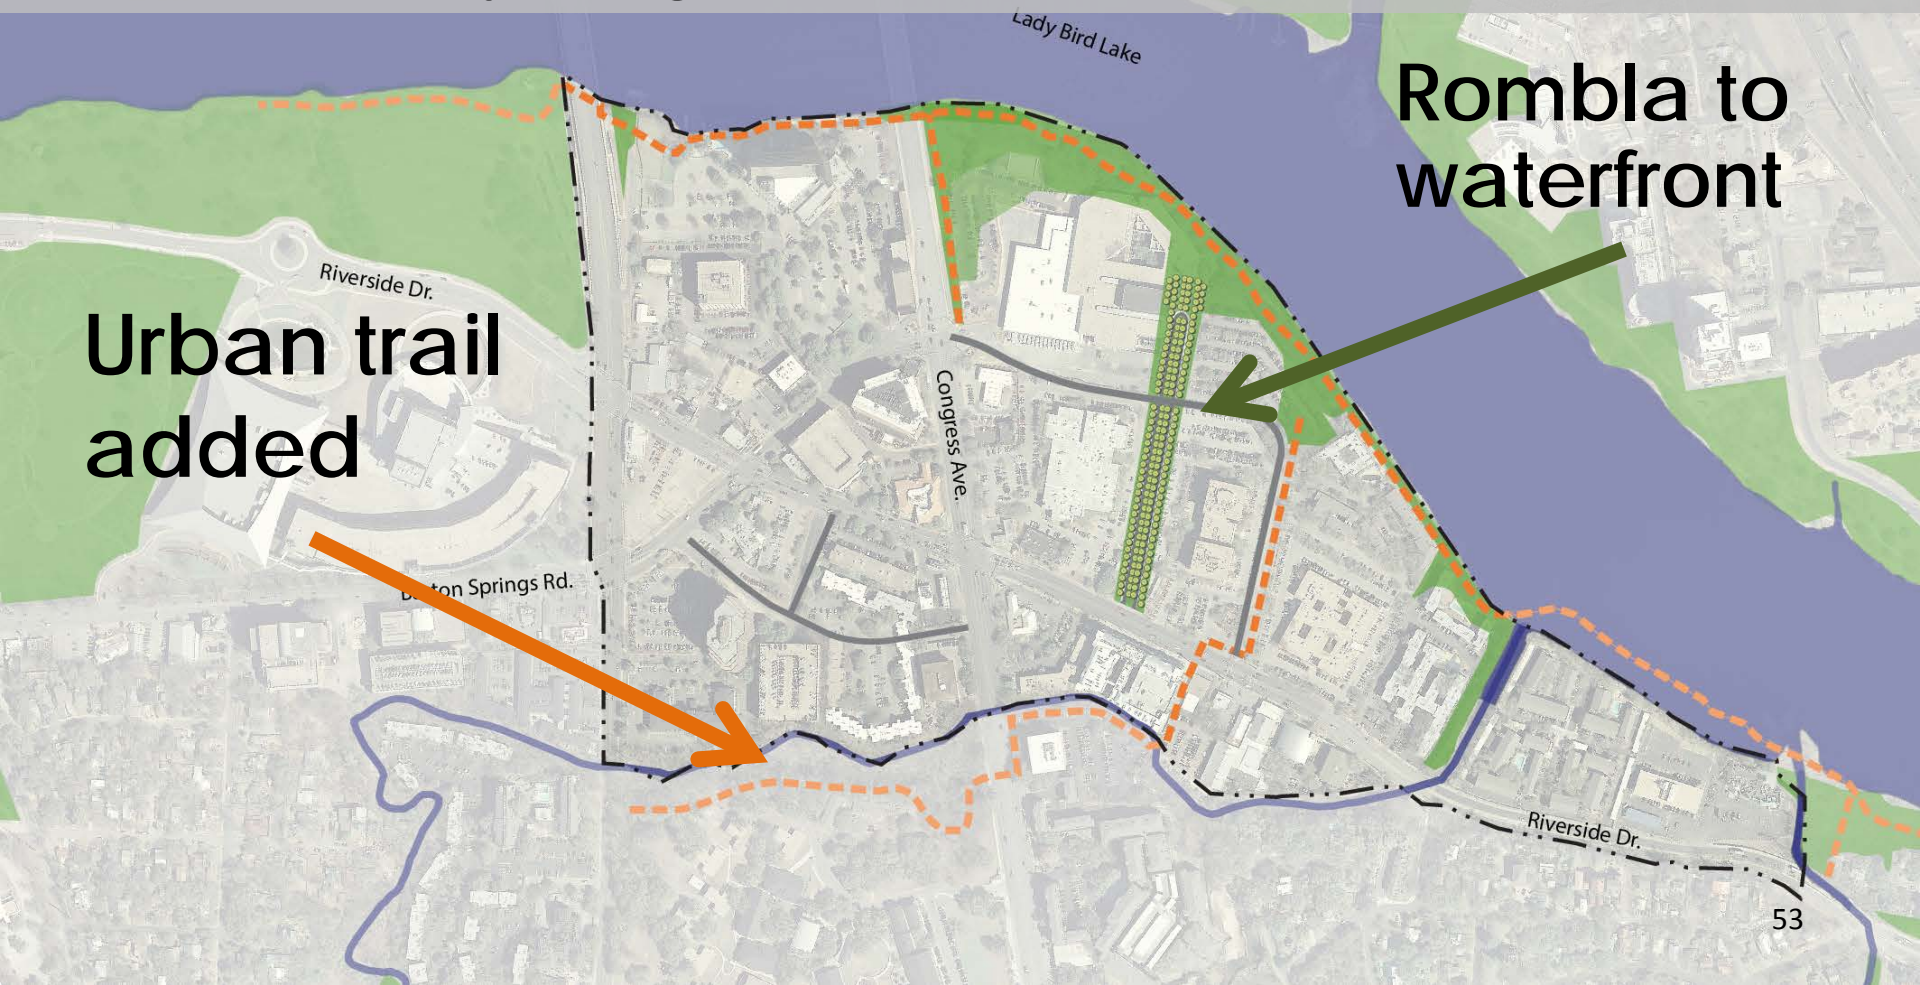 Lady Bird Lake
Rombla to
waterfront
Riverside Dr.
Urban trail
added
Congress Ave.
ton Springs Rd.
Riverside Dr.
53